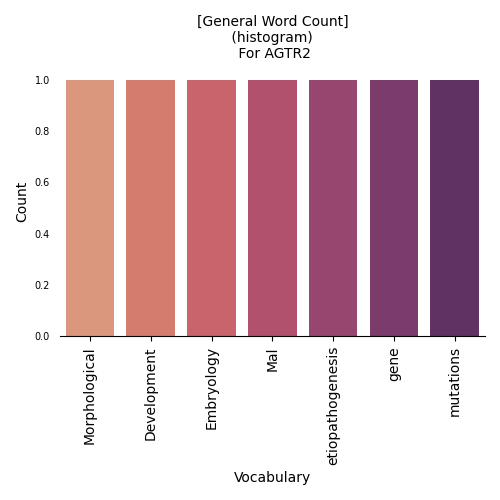 [General Word Count]
(histogram)
For AGTR2
1.0
0.8
0.6
0.4
0.2
0.0
Count
Morphological
Development
Embryology
Mal
etiopathogenesis
gene
mutations
Vocabulary